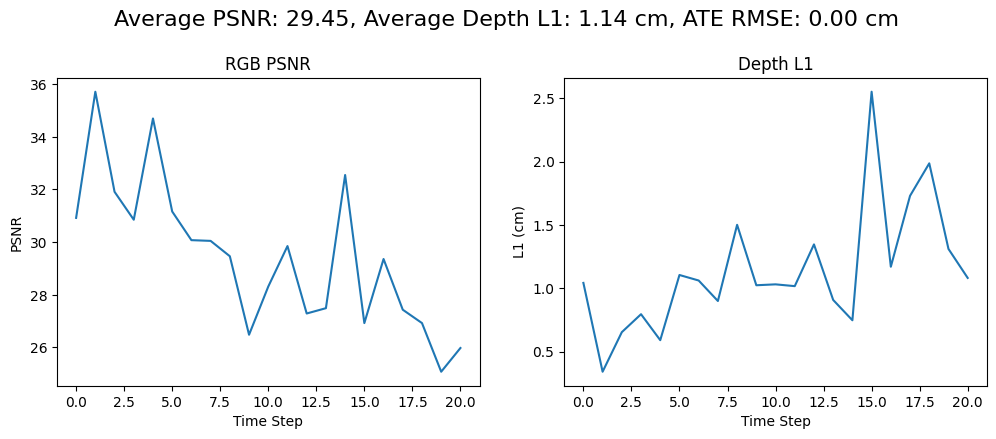 Average PSNR: 29.45, Average Depth L1: 1.14 cm, ATE RMSE: 0.00 cm
RGB PSNR
PSNR
36
34
32
30
28
26
0.0 2.5 5.0 7.5 10.0 12.5 15.0 17.5 20.0
Time Step
Depth L1
L1 (cm)
2.5
2.0
1.5
1.0
0.5
0.0 2.5 5.0 7.5 10.0 12.5 15.0 17.5 20.0
Time Step